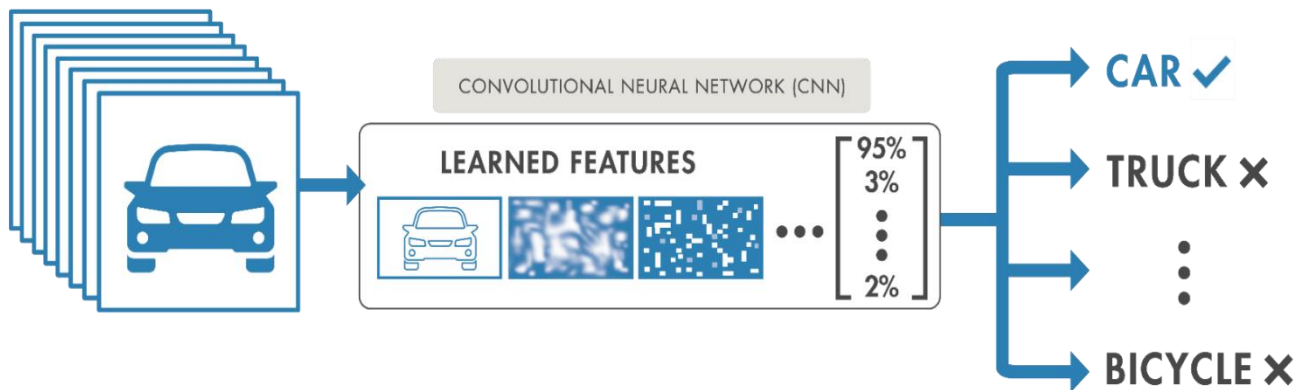 CONVOLUTIONAL NEURAL NETWORK (CNN)
LEARNED FEATURES
95%
3%
2%
CAR
TRUCK
BICYCLE